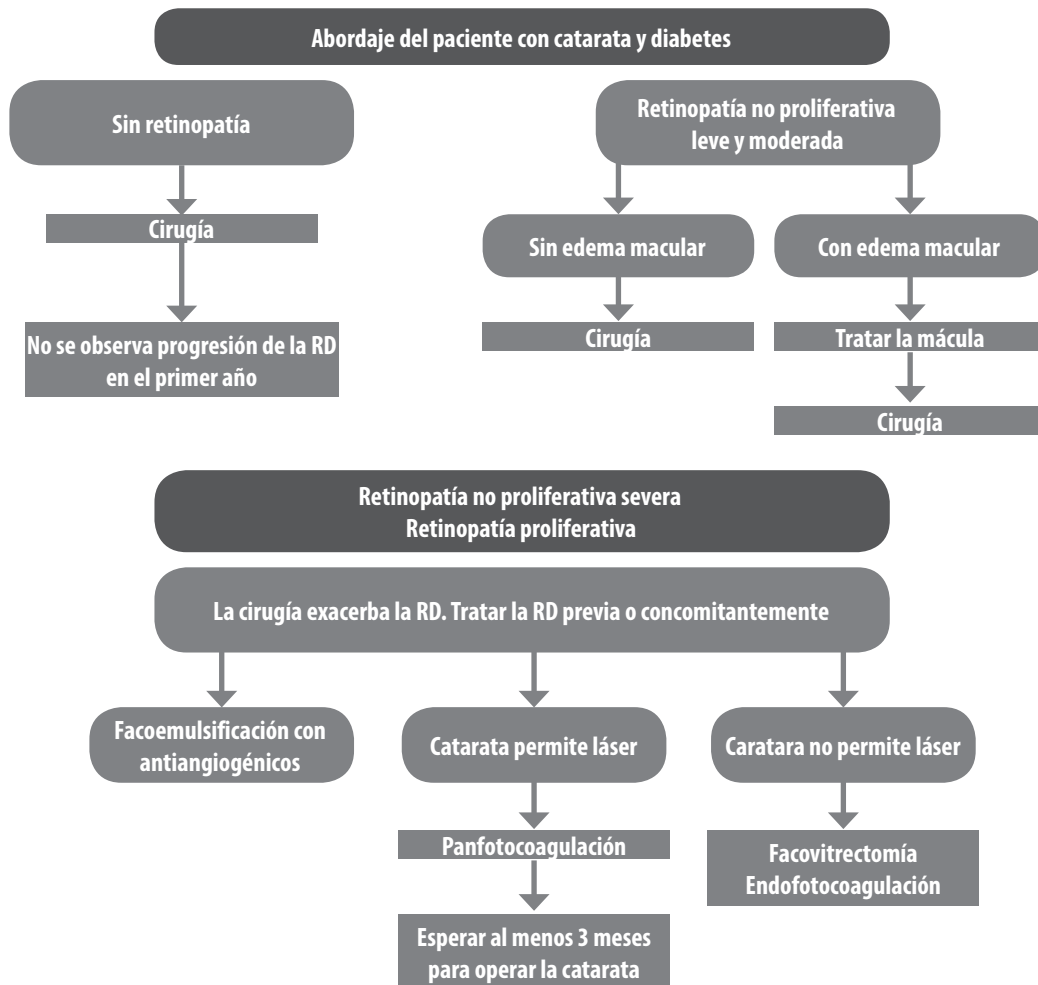 Abordaje del paciente con catarata y diabetes
Sin retinopatía
Cirugía
No se observa progresión de la RD
en el primer año
Retinopatía no proliferativa
leve y moderada
Sin edema macular
Cirugía
Con edema macular
Tratar la mácula
Cirugía
Retinopatía no proliferativa severa
Retinopatía proliferativa
La cirugía exacerba la RD. Tratar la RD previa o concomitantemente
Facoemulsificación con
antiangiogénicos
Catarata permite láser
Panfotocoagulación
Esperar al menos 3 meses
para operar la catarata
Caratara no permite láser
Facovitrectomía
Endofotocoagulación